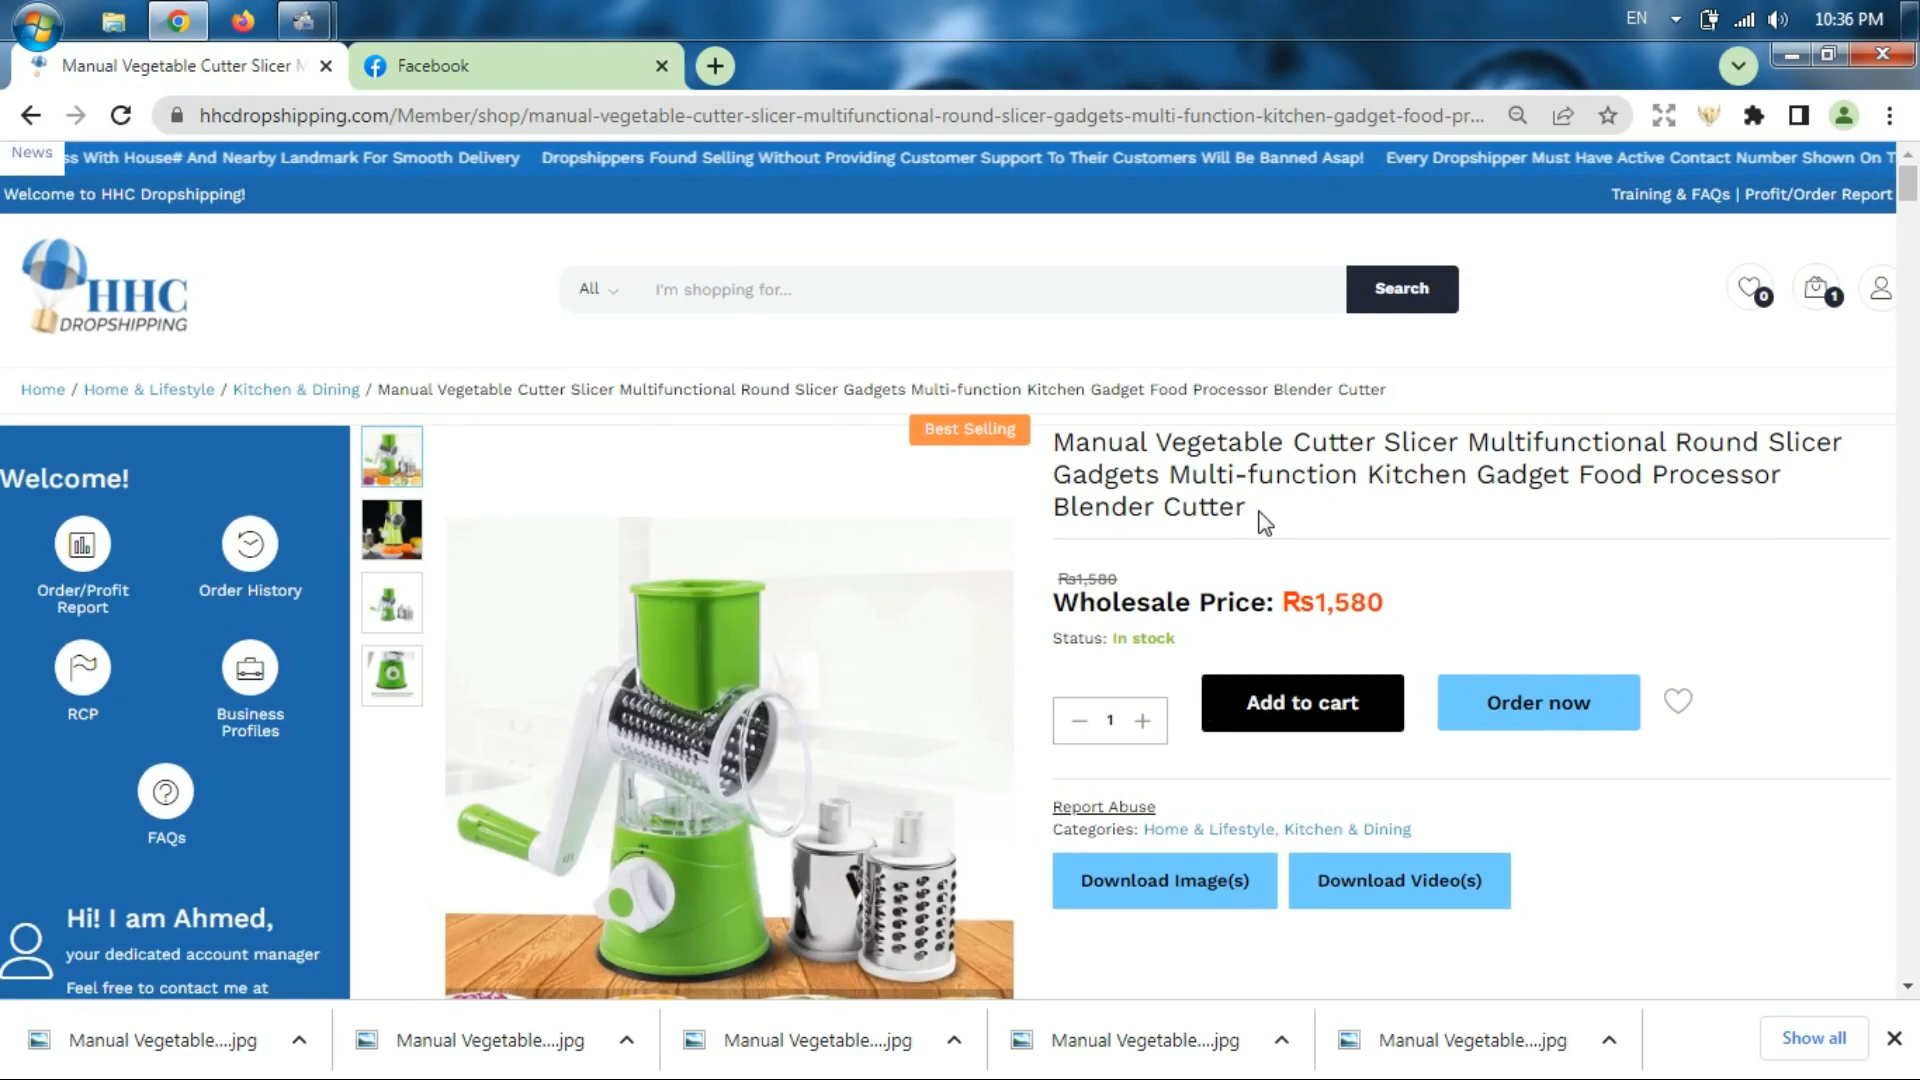 EN
10:36 PM
Manual Vegetable Cutter Slicer M
Facebook
hhcdropshipping.com/Member/shop/manual-vegetable-cutter-slicer-multifunctional-round-slicer-gadgets-multi-function-kitchen-gadget-food-pr...
News
ss With House# And Nearby Landmark For Smooth Delivery Dropshippers Found Selling Without Providing Customer Support To Their Customers Will Be Banned Asap! Every Dropshipper Must Have Active Contact Number Shown On T
Welcome to HHC Dropshipping!
Training & FAQs | Profit/Order Report
HHC
DROPSHIPPING
All
I'm shopping for...
Search
0
1
Home / Home & Lifestyle / Kitchen & Dining / Manual Vegetable Cutter Slicer Multifunctional Round Slicer Gadgets Multi-function Kitchen Gadget Food Processor Blender Cutter
Welcome!
Order/Profit
Report
Order History
RCP
Business
Profiles
FAQs
Hi! I am Ahmed,
your dedicated account manager
Feel free to contact me at
Best Selling
Manual Vegetable Cutter Slicer Multifunctional Round Slicer
Gadgets Multi-function Kitchen Gadget Food Processor
Blender Cutter
₨1,580
Wholesale Price: ₨1,580
Status: In stock
1
Add to cart
Order now
Report Abuse
Categories: Home & Lifestyle, Kitchen & Dining
Download Image(s)
Download Video(s)
Manual Vegetable....jpg
Manual Vegetable....jpg
Manual Vegetable....jpg
Manual Vegetable....jpg
Manual Vegetable....jpg
Show all